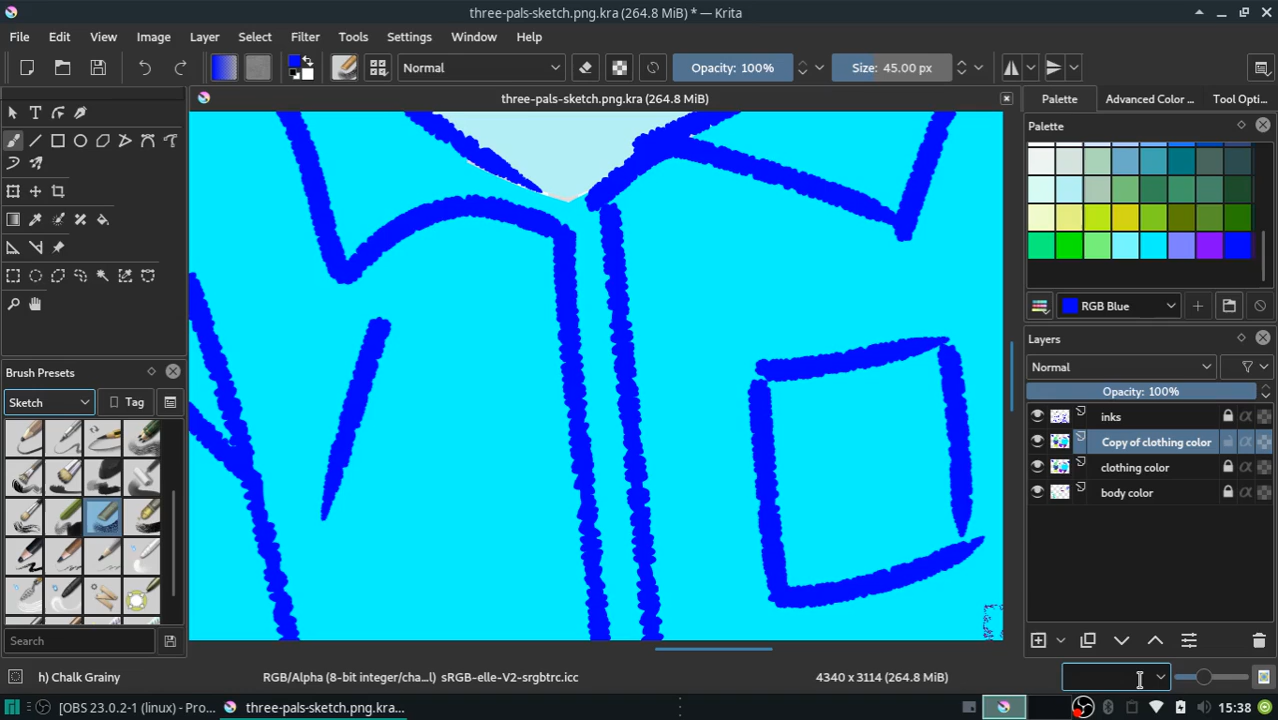 three-pals-sketch.png.kra (264.8 MiB) * — Krita
File Edit View Image Layer Select Filter Tools Settings Window Help
Normal Opacity: 100% Size: 45.00 px
three-pals-sketch.png.kra (264.8 MiB)
Palette Advanced Color ... Tool Opti...
Palette
RGB Blue
Layers
Normal
Opacity: 100%
inks
Copy of clothing color
clothing color
body color
Brush Presets
Sketch Tag
Search
h) Chalk Grainy RGB/Alpha (8-bit integer/cha...l) sRGB-elle-V2-srgbtrc.icc 4340 x 3114 (264.8 MiB)
[OBS 23.0.2-1 (linux) - Pro... three-pals-sketch.png.kra... 15:38